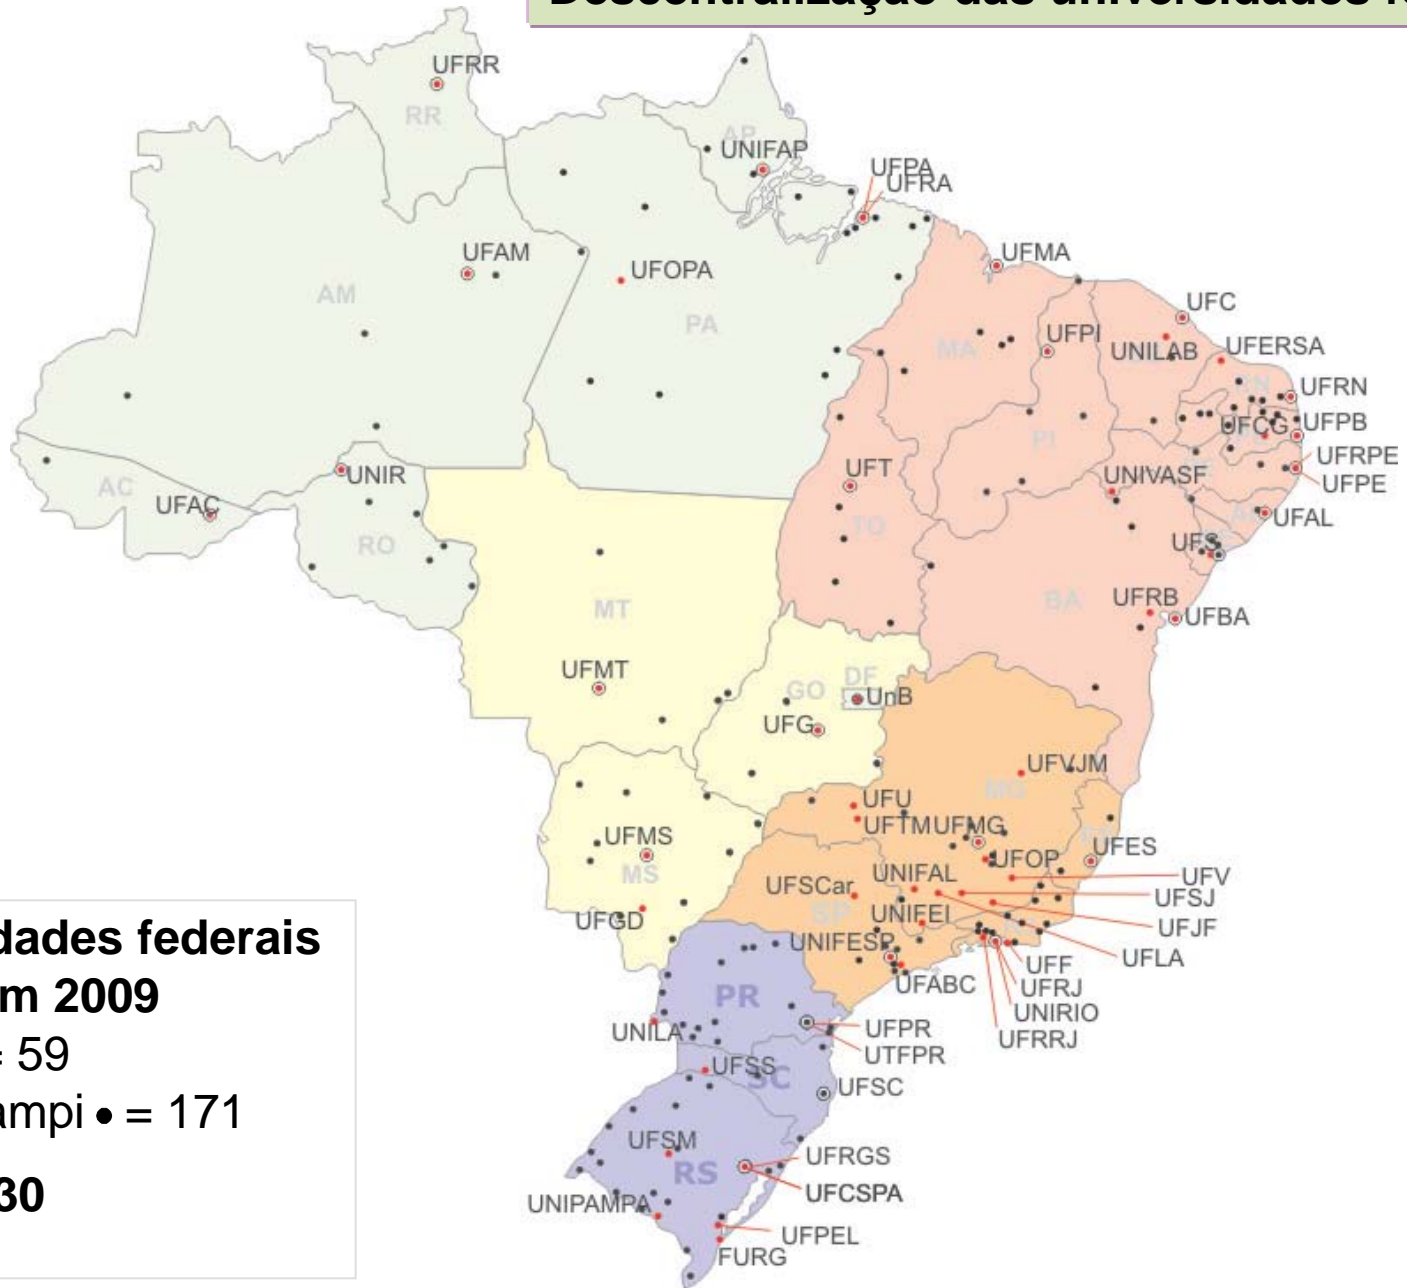 Descentralização das universidades
UFRR
RR
AP
UNIFAP
UFPA
UFRA
UFAM
UFOPA
UFMA
AM
PA
UFC
MA
UFPI
UNILAB
UFERSA
RN
UFRN
UFCG
UFPB
PI
UFRPE
UFPE
UNIR
UFT
UNIVASF
AC
UFAC
TO
UFAL
RO
UFS
MT
BA
UFRB
UFBA
UFMT
GO
DF
UnB
UFG
UFVJM
MG
UFU
UFTM
UFMG
UFMS
UFOP
UFES
MS
UFSCar
UNIFAL
UFV
UFSJ
SP
UNIFEI
UFGD
UFJF
UNIFESP
UFLA
UFF
UFABC
UFRJ
PR
UNIRIO
UNILA
UFPR
UFRRJ
UTFPR
UFSS
SC
UFSC
UFSM
UFRGS
RS
UFCSPA
UNIPAMPA
UFPEL
FURG
dades federais
m 2009
= 59
ampi • = 171
30